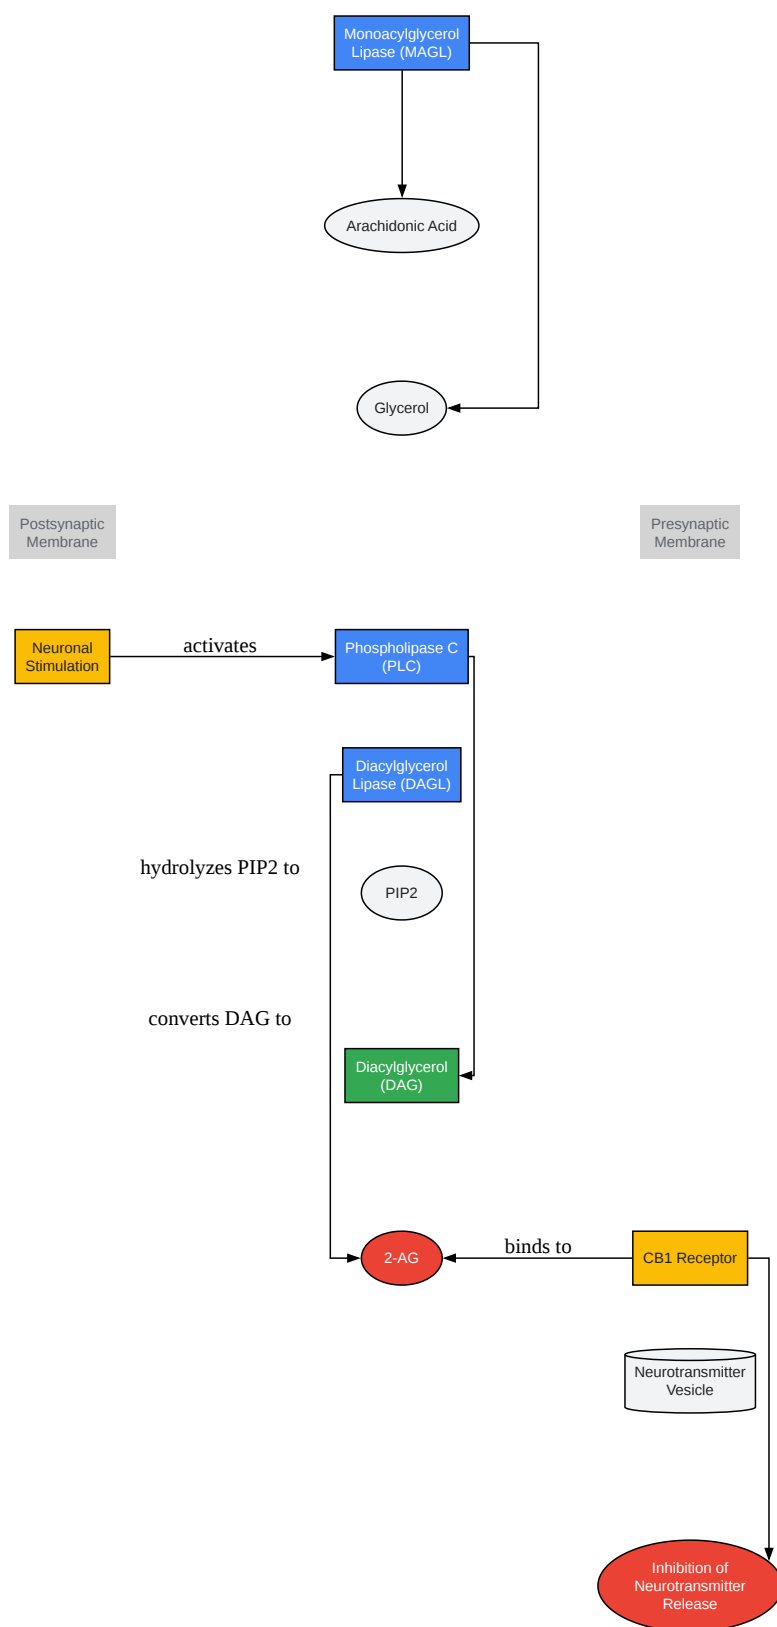 Monoacylglycerol
Lipase (MAGL)
Arachidonic Acid
Glycerol
Postsynaptic
Membrane
Presynaptic
Membrane
Neuronal
Stimulation
activates
Phospholipase C
(PLC)
Diacylglycerol
Lipase (DAGL)
hydrolyzes PIP2 to
PIP2
converts DAG to
Diacylglycerol
(DAG)
2-AG
binds to
CB1 Receptor
Neurotransmitter
Vesicle
Inhibition of
Neurotransmitter
Release